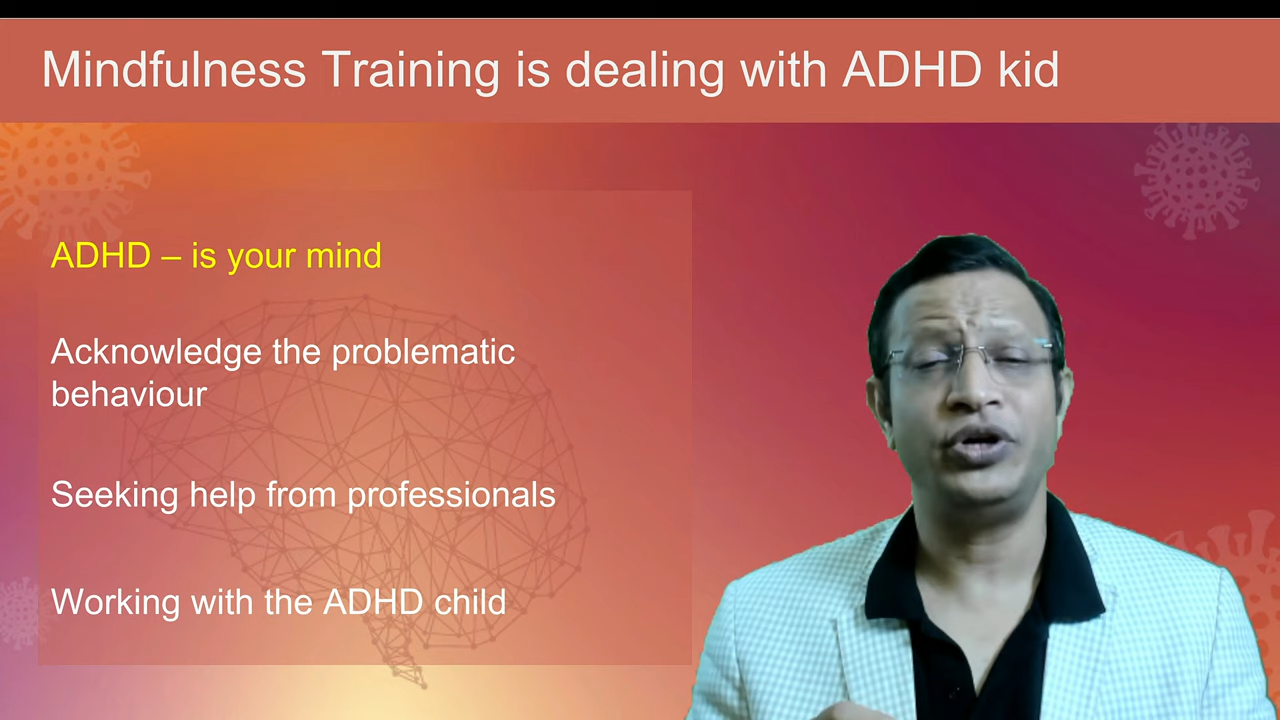 Mindfulness Training is dealing with ADHD kid
ADHD – is your mind
Acknowledge the problematic
behaviour
Seeking help from professionals
Working with the ADHD child